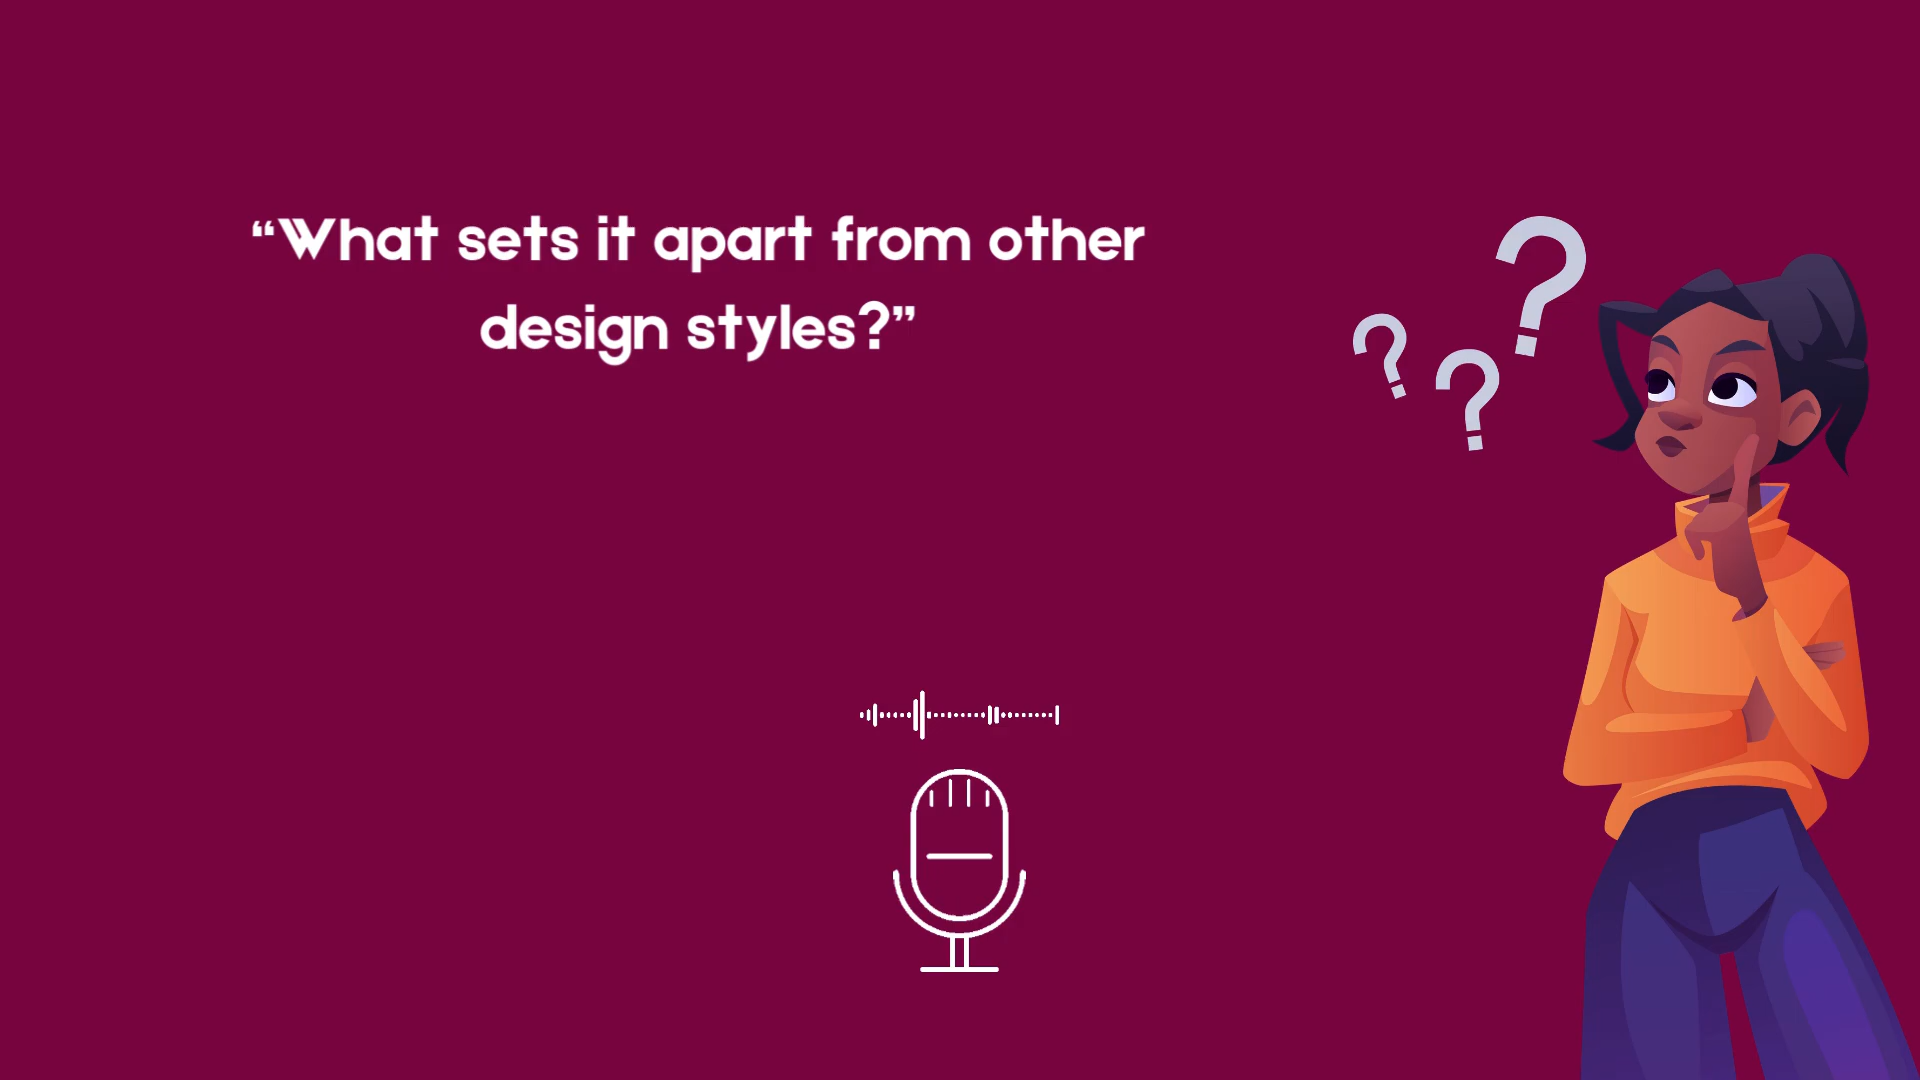 “What sets it apart from other
design styles?”
? ? ?